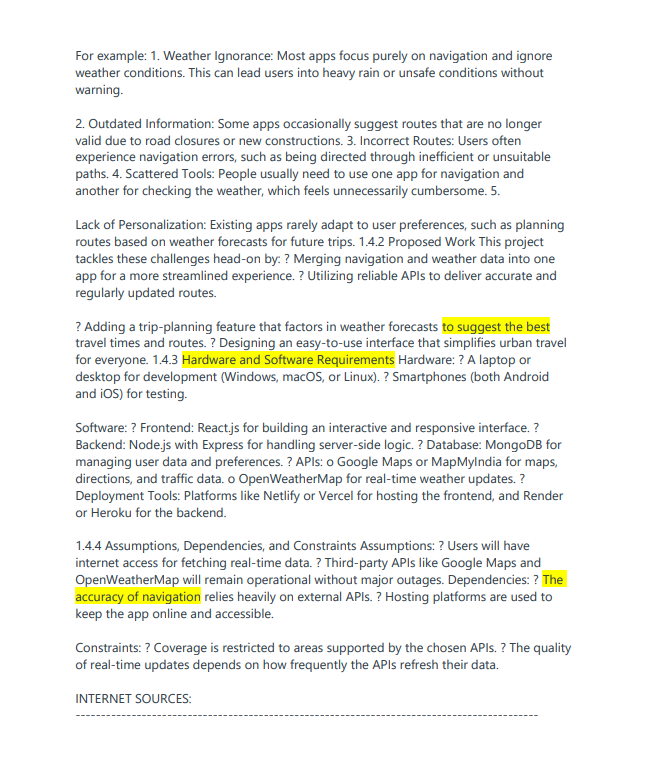 For example: 1. Weather Ignorance: Most apps focus purely on navigation and ignore
weather conditions. This can lead users into heavy rain or unsafe conditions without
warning.
2. Outdated Information: Some apps occasionally suggest routes that are no longer
valid due to road closures or new constructions. 3. Incorrect Routes: Users often
experience navigation errors, such as being directed through inefficient or unsuitable
paths. 4. Scattered Tools: People usually need to use one app for navigation and
another for checking the weather, which feels unnecessarily cumbersome. 5.
Lack of Personalization: Existing apps rarely adapt to user preferences, such as planning
routes based on weather forecasts for future trips. 1.4.2 Proposed Work This project
tackles these challenges head-on by: ? Merging navigation and weather data into one
app for a more streamlined experience. ? Utilizing reliable APIs to deliver accurate and
regularly updated routes.
? Adding a trip-planning feature that factors in weather forecasts to suggest the best
travel times and routes. ? Designing an easy-to-use interface that simplifies urban travel
for everyone. 1.4.3 Hardware and Software Requirements Hardware: ? A laptop or
desktop for development (Windows, macOS, or Linux). ? Smartphones (both Android
and iOS) for testing.
Software: ? Frontend: React.js for building an interactive and responsive interface. ?
Backend: Node.js with Express for handling server-side logic. ? Database: MongoDB for
managing user data and preferences. ? APIs: o Google Maps or MapMyIndia for maps,
directions, and traffic data. o OpenWeatherMap for real-time weather updates. ?
Deployment Tools: Platforms like Netlify or Vercel for hosting the frontend, and Render
or Heroku for the backend.
1.4.4 Assumptions, Dependencies, and Constraints Assumptions: ? Users will have
internet access for fetching real-time data. ? Third-party APIs like Google Maps and
OpenWeatherMap will remain operational without major outages. Dependencies: ? The
accuracy of navigation relies heavily on external APIs. ? Hosting platforms are used to
keep the app online and accessible.
Constraints: ? Coverage is restricted to areas supported by the chosen APIs. ? The quality
of real-time updates depends on how frequently the APIs refresh their data.
INTERNET SOURCES:
-------------------------------------------------------------------------------------------